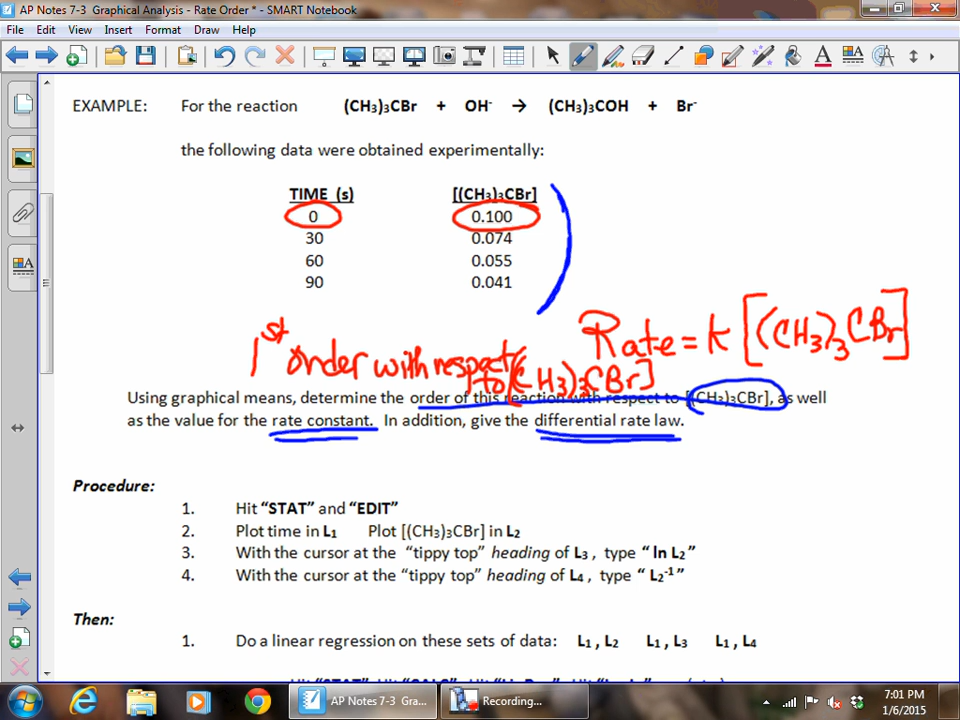 AP Notes 7-3 Graphical Analysis - Rate Order * - SMART Notebook
File Edit View Insert Format Draw Help
EXAMPLE: For the reaction (CH3)3CBr + OH- → (CH3)3COH + Br-
the following data were obtained experimentally:
TIME (s) [(CH3)3CBr]
0 0.100
30 0.074
60 0.055
90 0.041
Rate = K [(CH3)3CBr]
1st order with respect
to [(CH3)3CBr]
Using graphical means, determine the order of this reaction with respect to [(CH3)3CBr], as well
as the value for the rate constant. In addition, give the differential rate law.
Procedure:
1. Hit “STAT” and “EDIT”
2. Plot time in L1 Plot [(CH3)3CBr] in L2
3. With the cursor at the “tippy top” heading of L3 , type “ ln L2 ”
4. With the cursor at the “tippy top” heading of L4 , type “ L2-1 ”
Then:
1. Do a linear regression on these sets of data: L1 , L2 L1 , L3 L1 , L4
AP Notes 7-3 Gra... Recording...
7:01 PM
1/6/2015